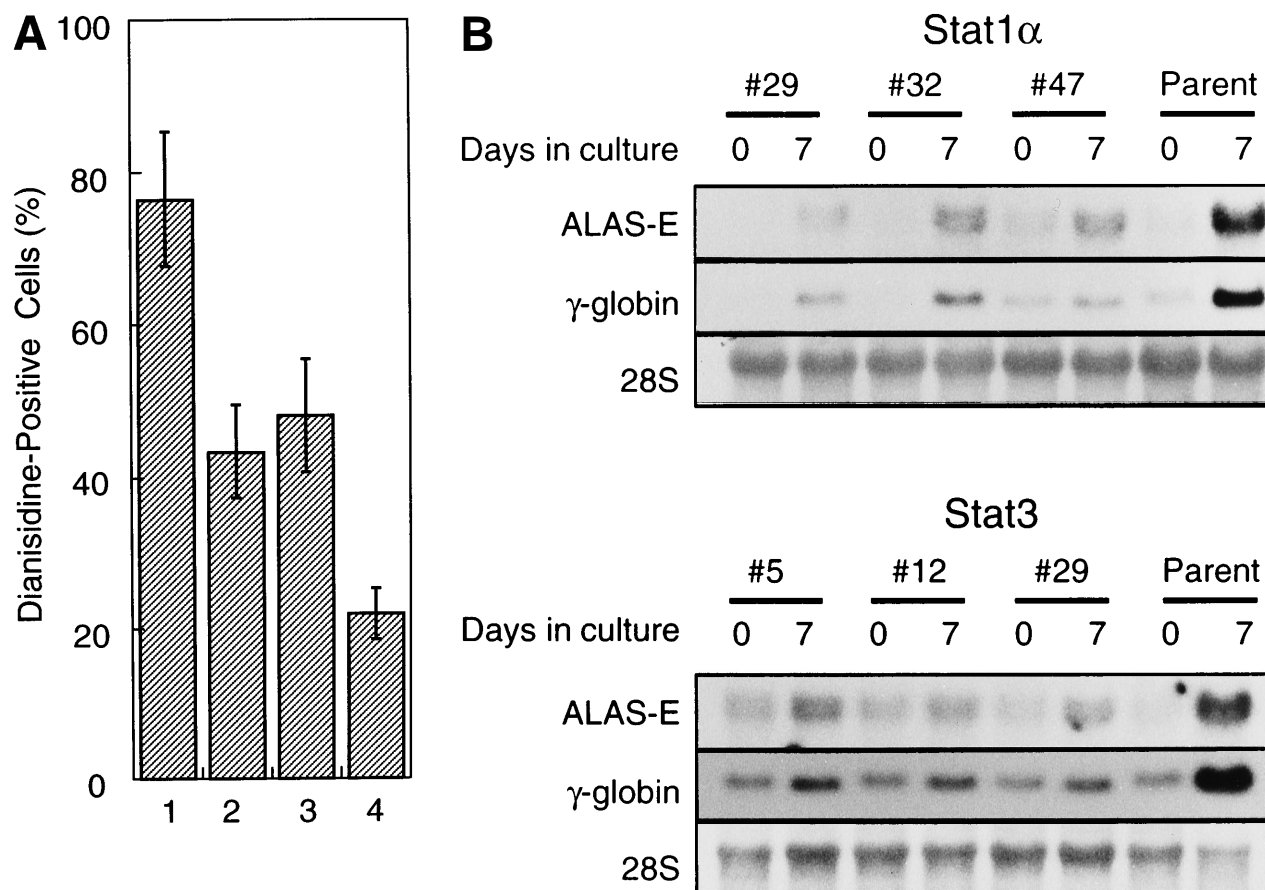 A
100
80
60
40
20
0
Dianisidine-Positive Cells (%)
1 2 3 4
B
Stat1α
#29 #32 #47 Parent
Days in culture 0 7 0 7 0 7 0 7
ALAS-E
γ-globin
28S
Stat3
#5 #12 #29 Parent
Days in culture 0 7 0 7 0 7 0 7
ALAS-E
γ-globin
28S